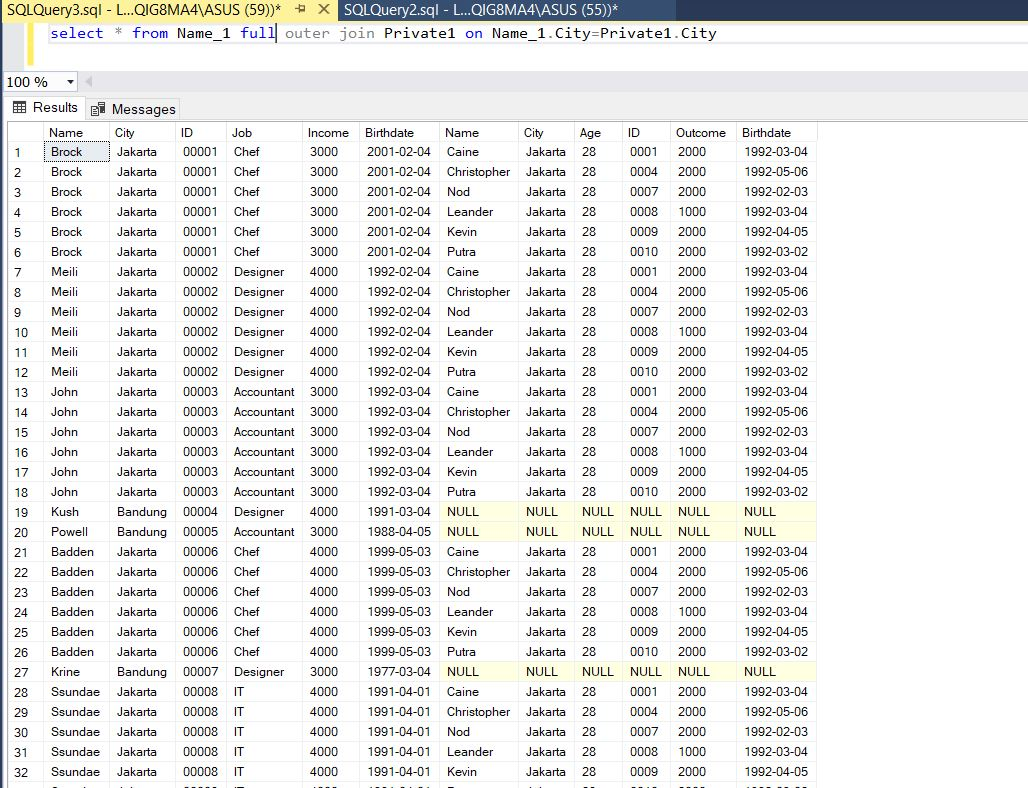 SQLQuery3.sql - L...QIG8MA4\ASUS (59))* SQLQuery2.sql - L...QIG8MA4\ASUS (55))*
select * from Name_1 full outer join Private1 on Name_1.City=Private1.City
100 %
Results Messages
Name City ID Job Income Birthdate Name City Age ID Outcome Birthdate
1 Brock Jakarta 00001 Chef 3000 2001-02-04 Caine Jakarta 28 0001 2000 1992-03-04
2 Brock Jakarta 00001 Chef 3000 2001-02-04 Christopher Jakarta 28 0004 2000 1992-05-06
3 Brock Jakarta 00001 Chef 3000 2001-02-04 Nod Jakarta 28 0007 2000 1992-02-03
4 Brock Jakarta 00001 Chef 3000 2001-02-04 Leander Jakarta 28 0008 1000 1992-03-04
5 Brock Jakarta 00001 Chef 3000 2001-02-04 Kevin Jakarta 28 0009 2000 1992-04-05
6 Brock Jakarta 00001 Chef 3000 2001-02-04 Putra Jakarta 28 0010 2000 1992-03-02
7 Meili Jakarta 00002 Designer 4000 1992-02-04 Caine Jakarta 28 0001 2000 1992-03-04
8 Meili Jakarta 00002 Designer 4000 1992-02-04 Christopher Jakarta 28 0004 2000 1992-05-06
9 Meili Jakarta 00002 Designer 4000 1992-02-04 Nod Jakarta 28 0007 2000 1992-02-03
10 Meili Jakarta 00002 Designer 4000 1992-02-04 Leander Jakarta 28 0008 1000 1992-03-04
11 Meili Jakarta 00002 Designer 4000 1992-02-04 Kevin Jakarta 28 0009 2000 1992-04-05
12 Meili Jakarta 00002 Designer 4000 1992-02-04 Putra Jakarta 28 0010 2000 1992-03-02
13 John Jakarta 00003 Accountant 3000 1992-03-04 Caine Jakarta 28 0001 2000 1992-03-04
14 John Jakarta 00003 Accountant 3000 1992-03-04 Christopher Jakarta 28 0004 2000 1992-05-06
15 John Jakarta 00003 Accountant 3000 1992-03-04 Nod Jakarta 28 0007 2000 1992-02-03
16 John Jakarta 00003 Accountant 3000 1992-03-04 Leander Jakarta 28 0008 1000 1992-03-04
17 John Jakarta 00003 Accountant 3000 1992-03-04 Kevin Jakarta 28 0009 2000 1992-04-05
18 John Jakarta 00003 Accountant 3000 1992-03-04 Putra Jakarta 28 0010 2000 1992-03-02
19 Kush Bandung 00004 Designer 4000 1991-03-04 NULL NULL NULL NULL NULL NULL
20 Powell Bandung 00005 Accountant 3000 1988-04-05 NULL NULL NULL NULL NULL NULL
21 Badden Jakarta 00006 Chef 4000 1999-05-03 Caine Jakarta 28 0001 2000 1992-03-04
22 Badden Jakarta 00006 Chef 4000 1999-05-03 Christopher Jakarta 28 0004 2000 1992-05-06
23 Badden Jakarta 00006 Chef 4000 1999-05-03 Nod Jakarta 28 0007 2000 1992-02-03
24 Badden Jakarta 00006 Chef 4000 1999-05-03 Leander Jakarta 28 0008 1000 1992-03-04
25 Badden Jakarta 00006 Chef 4000 1999-05-03 Kevin Jakarta 28 0009 2000 1992-04-05
26 Badden Jakarta 00006 Chef 4000 1999-05-03 Putra Jakarta 28 0010 2000 1992-03-02
27 Krine Bandung 00007 Designer 3000 1977-03-04 NULL NULL NULL NULL NULL NULL
28 Ssundae Jakarta 00008 IT 4000 1991-04-01 Caine Jakarta 28 0001 2000 1992-03-04
29 Ssundae Jakarta 00008 IT 4000 1991-04-01 Christopher Jakarta 28 0004 2000 1992-05-06
30 Ssundae Jakarta 00008 IT 4000 1991-04-01 Nod Jakarta 28 0007 2000 1992-02-03
31 Ssundae Jakarta 00008 IT 4000 1991-04-01 Leander Jakarta 28 0008 1000 1992-03-04
32 Ssundae Jakarta 00008 IT 4000 1991-04-01 Kevin Jakarta 28 0009 2000 1992-04-05